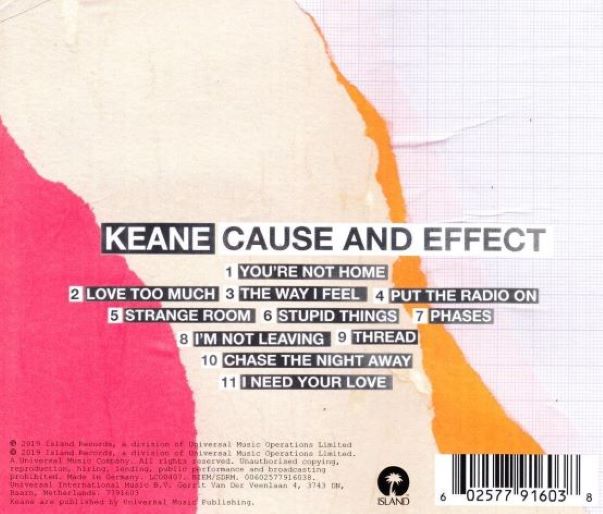 KEANE CAUSE AND EFFECT
1 YOU'RE NOT HOME
2 LOVE TOO MUCH 3 THE WAY I FEEL 4 PUT THE RADIO ON
5 STRANGE ROOM 6 STUPID THINGS 7 PHASES
8 I'M NOT LEAVING 9 THREAD
10 CHASE THE NIGHT AWAY
11 I NEED YOUR LOVE
℗ 2019 Island Records, a division of Universal Music Operations Limited
© 2019 Island Records, a division of Universal Music Operations Limited.
A Universal Music Company. All rights reserved. Unauthorised copying,
reproduction, hiring, lending, public performance and broadcasting
prohibited. Made in Germany. LC00407. BIEM/SDRM. 00602577916038.
Universal International Music B.V. Gerrit Van Der Veenlaan 4, 3743 DN,
Baarn, Netherlands. 7791603
Keane are published by Universal Music Publishing.
ISLAND
6 02577 91603 8